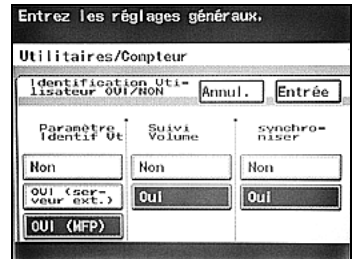 Entrez les réglages généraux.
Utilitaires/Compteur
Identification Uti-
lisateur OUI/NON
Annul.
Entrée
Paramètre
Identif Ut
Suivi
Volume
synchro-
niser
Non
Non
Non
OUI (ser-
veur ext.)
Oui
Oui
OUI (MFP)